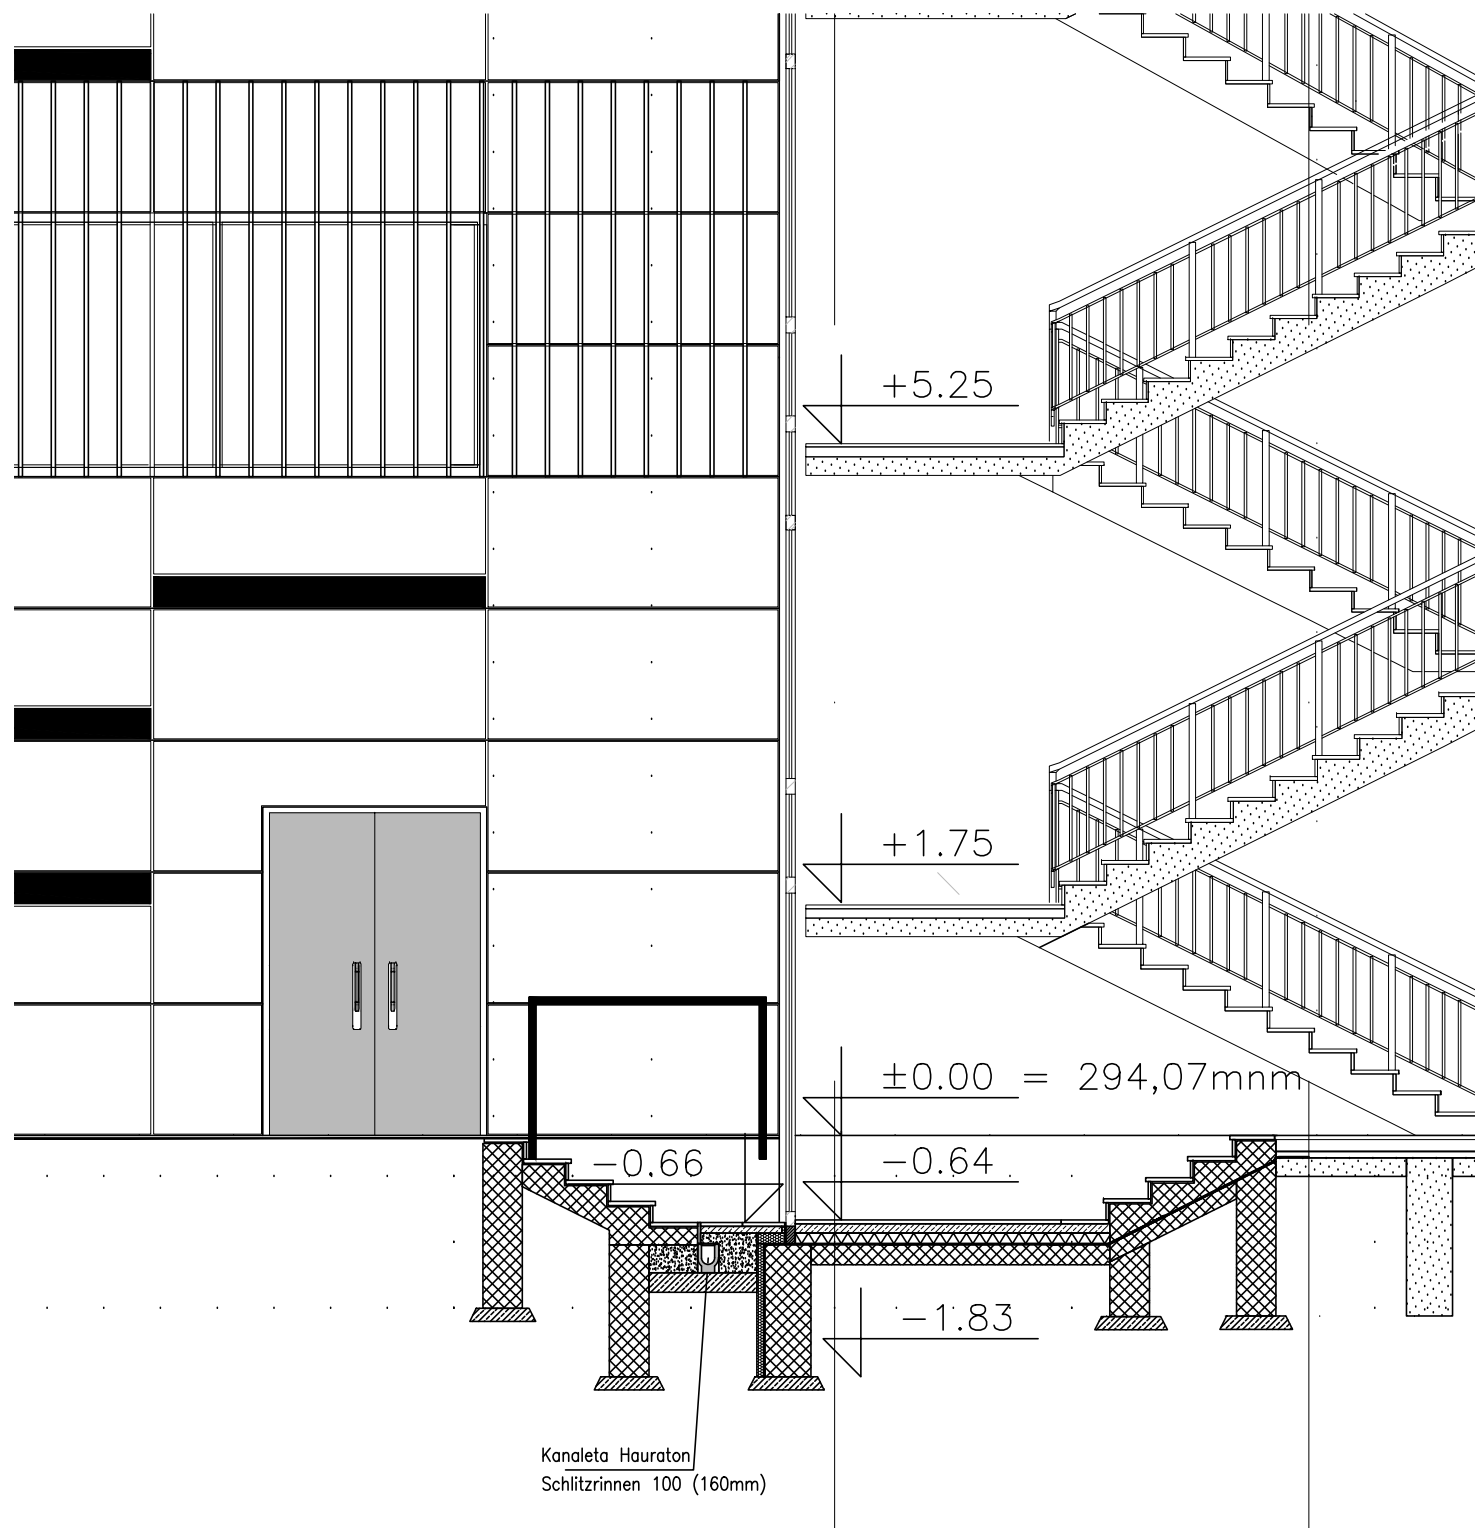 +5.25
+1.75
±0.00 = 294,07mnm
-0.66
-0.64
-1.83
Kanaleta Hauraton
Schlitzrinnen 100 (160mm)